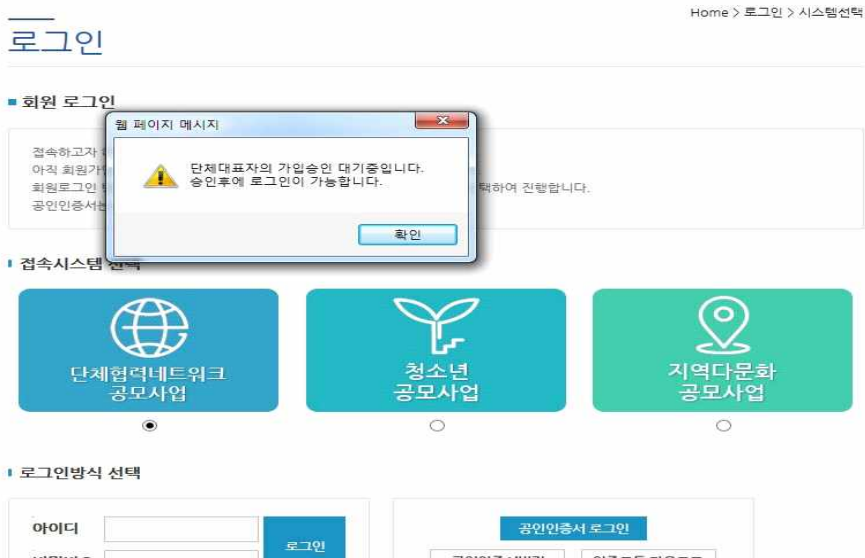 Home > 로그인 > 시스템선택
로그인
회원 로그인
웹 페이지 메시지
접속하고자
단체대표자의 가입승인 대기중입니다.
아직 회원가
승인후에 로그인이 가능합니다.
회원로그인
택하여 진행합니다.
공인인증서는
확인
접속시스템 선택
단체협력네트워크
공모사업
청소년
공모사업
지역다문화
공모사업
로그인방식 선택
아이디
로그인
공인인증서 로그인